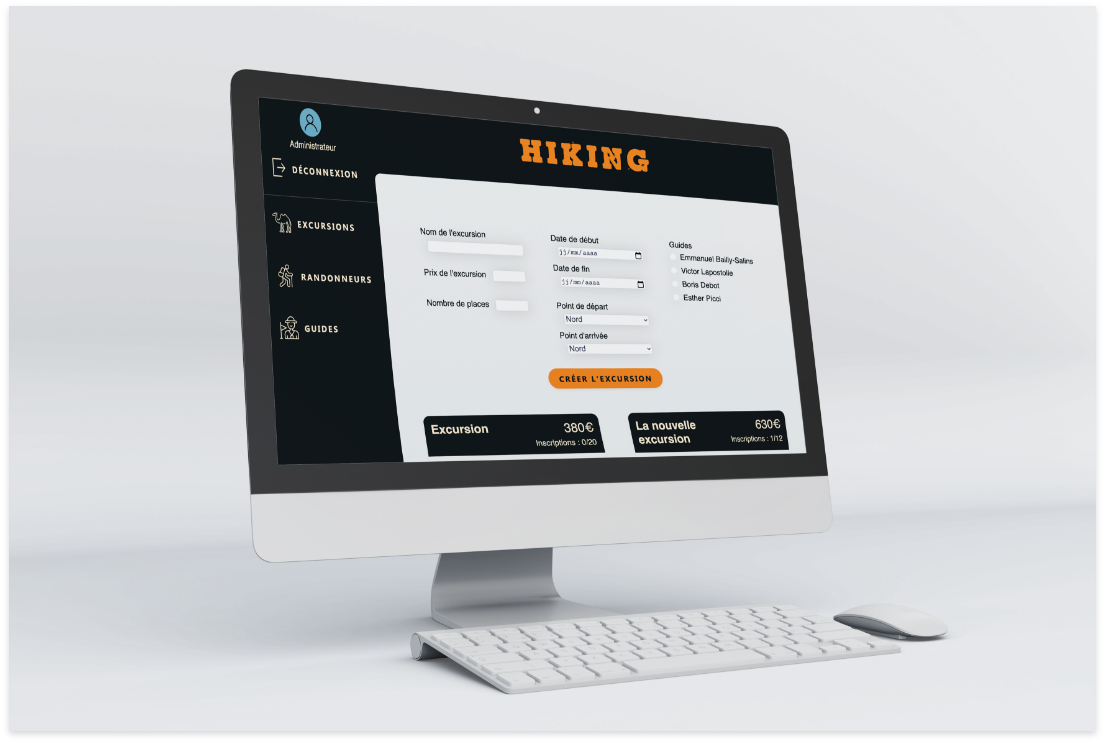 Administrateur
DÉCONNEXION
HIKING
EXCURSIONS
RANDONNEURS
GUIDES
Nom de l'excursion
Prix de l'excursion
Nombre de places
Date de début
jj/mm/aaaa
Date de fin
jj/mm/aaaa
Point de départ
Nord
Point d'arrivée
Nord
Guides
Emmanuel Bailly-Salins
Victor Lapostolle
Boris Debot
Esther Picci
CRÉER L'EXCURSION
Excursion
380€
Inscriptions : 0/20
La nouvelle
excursion
630€
Inscriptions : 1/12